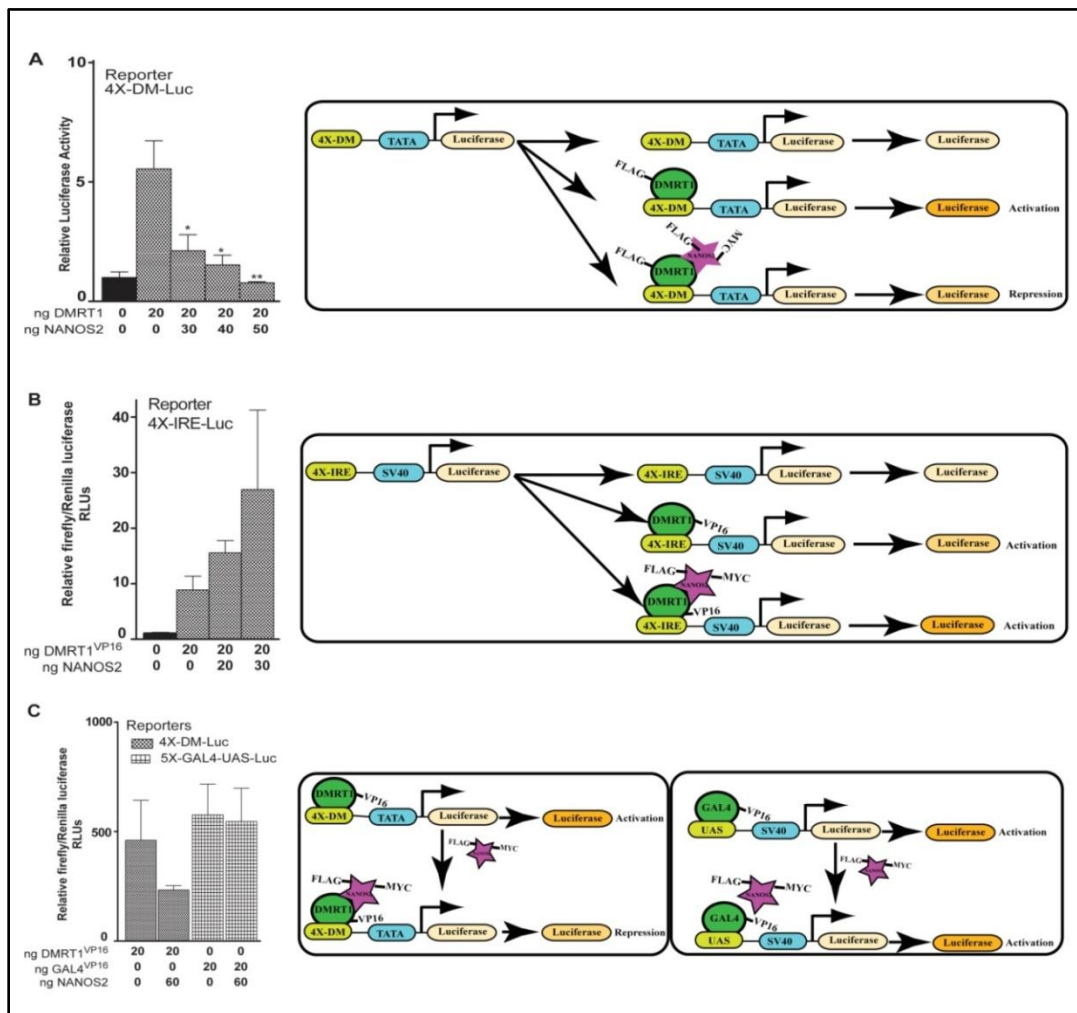 A
Reporter
4X-DM-Luc
Relative Luciferase Activity
10
5
0
ng DMRT1 0 20 20 20 20
ng NANOS2 0 0 30 40 50
* * **
4X-DM TATA Luciferase
4X-DM TATA Luciferase Luciferase
FLAG DMRT1
4X-DM TATA Luciferase Luciferase Activation
FLAG DMRT1 FLAG NANOS2 MYC
4X-DM TATA Luciferase Luciferase Repression
B
Reporter
4X-IRE-Luc
Relative firefly/Renilla luciferase
RLUs
40
30
20
10
0
ng DMRT1VP16 0 20 20 20
ng NANOS2 0 0 20 30
4X-IRE SV40 Luciferase
4X-IRE SV40 Luciferase Luciferase
DMRT1 VP16
4X-IRE SV40 Luciferase Luciferase Activation
FLAG NANOS2 MYC
DMRT1 VP16
4X-IRE SV40 Luciferase Luciferase Activation
C
Reporters
4X-DM-Luc
5X-GAL4-UAS-Luc
Relative firefly/Renilla luciferase
RLUs
1000
500
0
ng DMRT1VP16 20 20 0 0
ng GAL4VP16 0 0 20 20
ng NANOS2 0 60 0 60
DMRT1 VP16
4X-DM TATA Luciferase Luciferase Activation
FLAG MYC
FLAG NANOS2 MYC
DMRT1 VP16
4X-DM TATA Luciferase Luciferase Repression
GAL4 VP16
UAS SV40 Luciferase Luciferase Activation
FLAG MYC
FLAG NANOS2 MYC
GAL4 VP16
UAS SV40 Luciferase Luciferase Activation